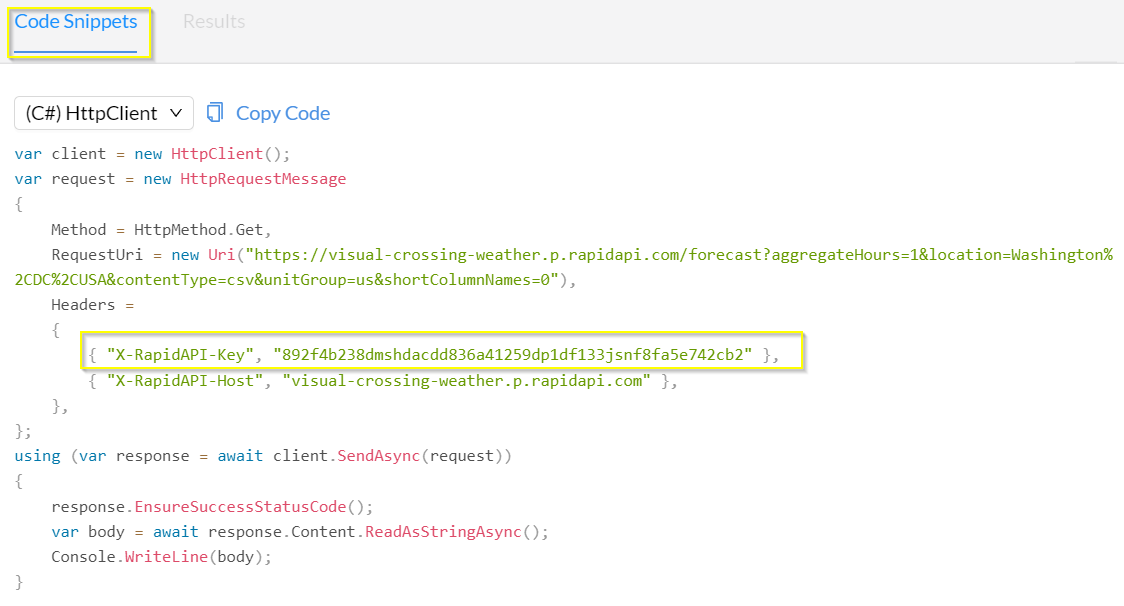 Code Snippets Results
(C#) HttpClient Copy Code
var client = new HttpClient();
var request = new HttpRequestMessage
{
    Method = HttpMethod.Get,
    RequestUri = new Uri("https://visual-crossing-weather.p.rapidapi.com/forecast?aggregateHours=1&location=Washington%
2CDC%2CUSA&contentType=csv&unitGroup=us&shortColumnNames=0"),
    Headers =
    {
        { "X-RapidAPI-Key", "892f4b238dmshdacdd836a41259dp1df133jsnf8fa5e742cb2" },
        { "X-RapidAPI-Host", "visual-crossing-weather.p.rapidapi.com" },
    },
};
using (var response = await client.SendAsync(request))
{
    response.EnsureSuccessStatusCode();
    var body = await response.Content.ReadAsStringAsync();
    Console.WriteLine(body);
}